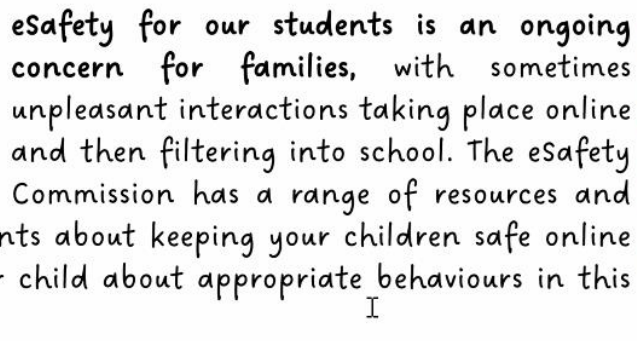 eSafety for our students is an ongoing
concern for families, with sometimes
unpleasant interactions taking place online
and then filtering into school. The eSafety
Commission has a range of resources and
about keeping your children safe online
child about appropriate behaviours in this